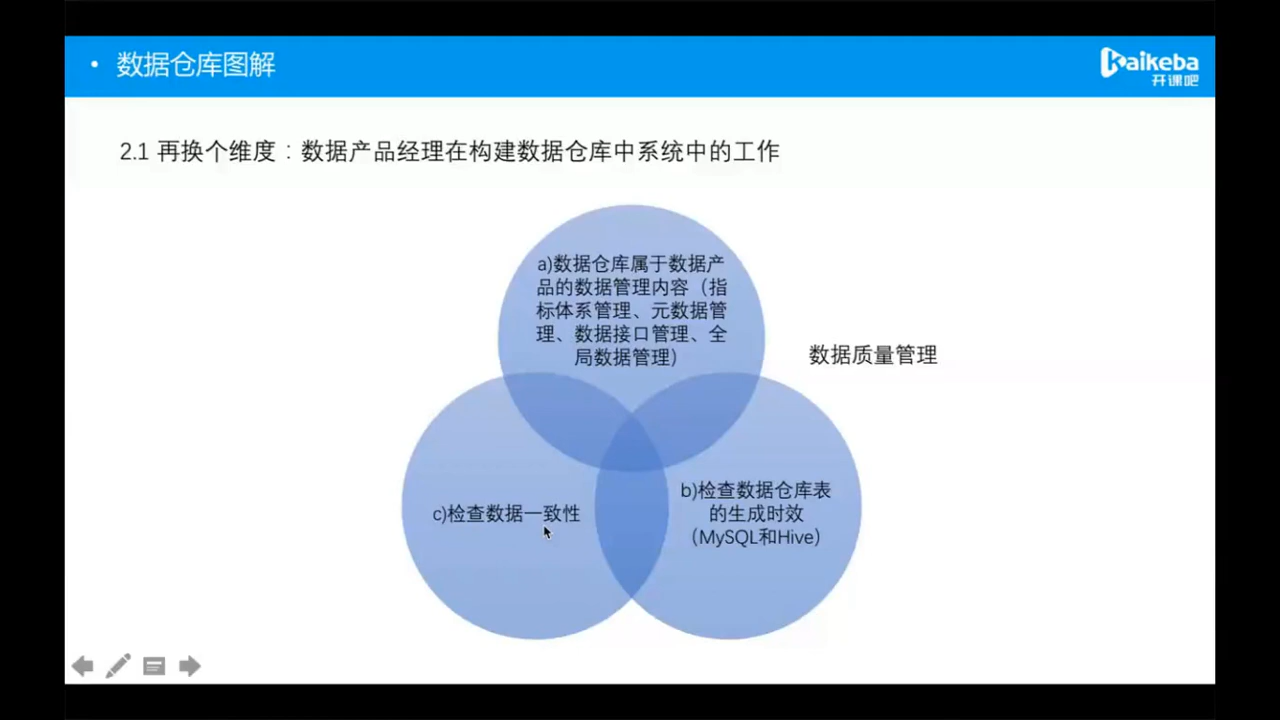 • 数据仓库图解
Kaikeba
开课吧
2.1 再换个维度：数据产品经理在构建数据仓库中系统中的工作
a)数据仓库属于数据产
品的数据管理内容（指
标体系管理、元数据管
理、数据接口管理、全
局数据管理）
数据质量管理
c)检查数据一致性
b)检查数据仓库表
的生成时效
（MySQL和Hive）